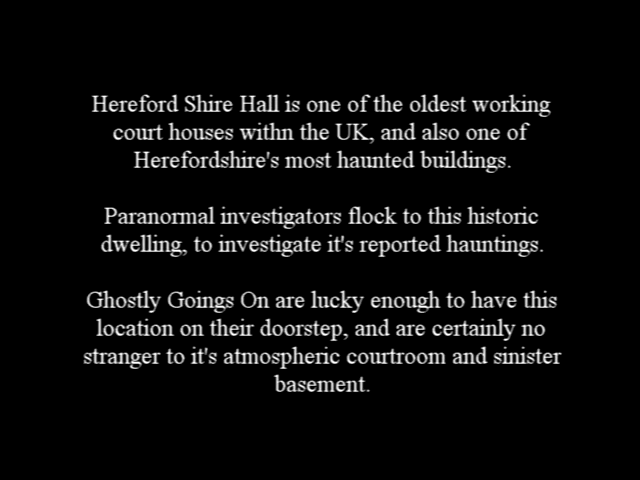 Hereford Shire Hall is one of the oldest working
court houses withn the UK, and also one of
Herefordshire's most haunted buildings.
Paranormal investigators flock to this historic
dwelling, to investigate it's reported hauntings.
Ghostly Goings On are lucky enough to have this
location on their doorstep, and are certainly no
stranger to it's atmospheric courtroom and sinister
basement.